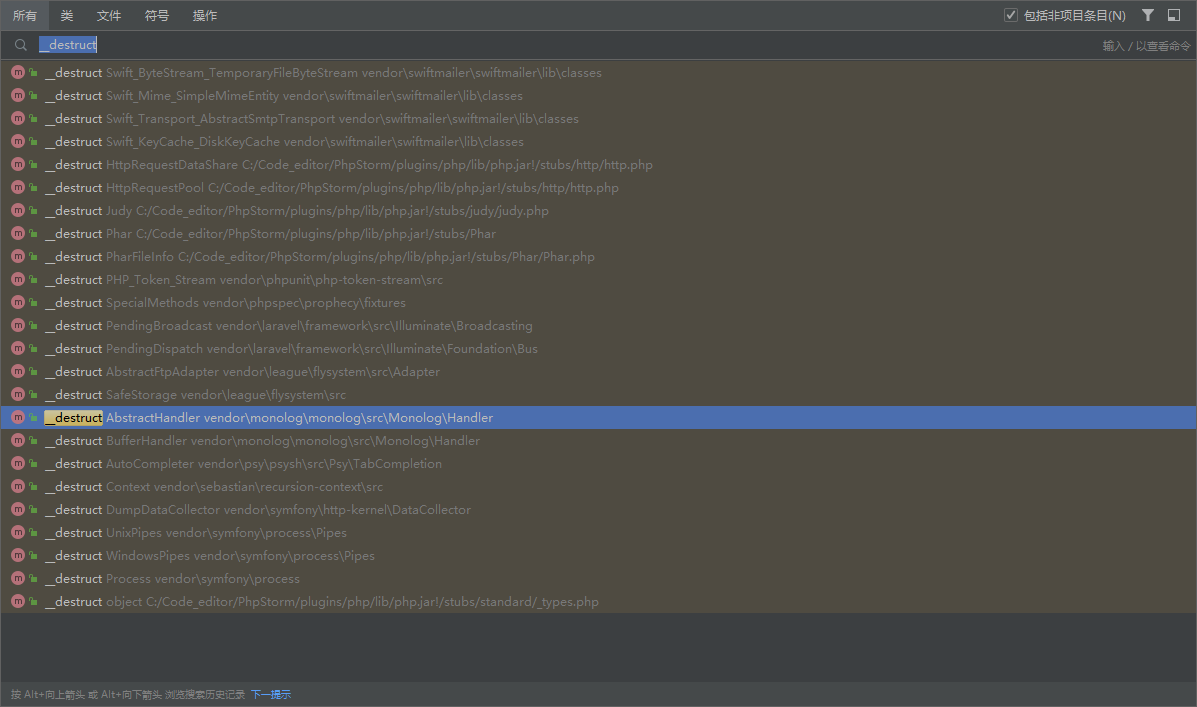 所有 类 文件 符号 操作 包括非项目条目(N)
__destruct 输入 / 以查看命令
m __destruct Swift_ByteStream_TemporaryFileByteStream vendor\swiftmailer\swiftmailer\lib\classes
m __destruct Swift_Mime_SimpleMimeEntity vendor\swiftmailer\swiftmailer\lib\classes
m __destruct Swift_Transport_AbstractSmtpTransport vendor\swiftmailer\swiftmailer\lib\classes
m __destruct Swift_KeyCache_DiskKeyCache vendor\swiftmailer\swiftmailer\lib\classes
m __destruct HttpRequestDataShare C:/Code_editor/PhpStorm/plugins/php/lib/php.jar!/stubs/http/http.php
m __destruct HttpRequestPool C:/Code_editor/PhpStorm/plugins/php/lib/php.jar!/stubs/http/http.php
m __destruct Judy C:/Code_editor/PhpStorm/plugins/php/lib/php.jar!/stubs/judy/judy.php
m __destruct Phar C:/Code_editor/PhpStorm/plugins/php/lib/php.jar!/stubs/Phar
m __destruct PharFileInfo C:/Code_editor/PhpStorm/plugins/php/lib/php.jar!/stubs/Phar/Phar.php
m __destruct PHP_Token_Stream vendor\phpunit\php-token-stream\src
m __destruct SpecialMethods vendor\phpspec\prophecy\fixtures
m __destruct PendingBroadcast vendor\laravel\framework\src\Illuminate\Broadcasting
m __destruct PendingDispatch vendor\laravel\framework\src\Illuminate\Foundation\Bus
m __destruct AbstractFtpAdapter vendor\league\flysystem\src\Adapter
m __destruct SafeStorage vendor\league\flysystem\src
m __destruct AbstractHandler vendor\monolog\monolog\src\Monolog\Handler
m __destruct BufferHandler vendor\monolog\monolog\src\Monolog\Handler
m __destruct AutoCompleter vendor\psy\psysh\src\Psy\TabCompletion
m __destruct Context vendor\sebastian\recursion-context\src
m __destruct DumpDataCollector vendor\symfony\http-kernel\DataCollector
m __destruct UnixPipes vendor\symfony\process\Pipes
m __destruct WindowsPipes vendor\symfony\process\Pipes
m __destruct Process vendor\symfony\process
m __destruct object C:/Code_editor/PhpStorm/plugins/php/lib/php.jar!/stubs/standard/_types.php
按 Alt+向上箭头 或 Alt+向下箭头 浏览搜索历史记录 下一提示